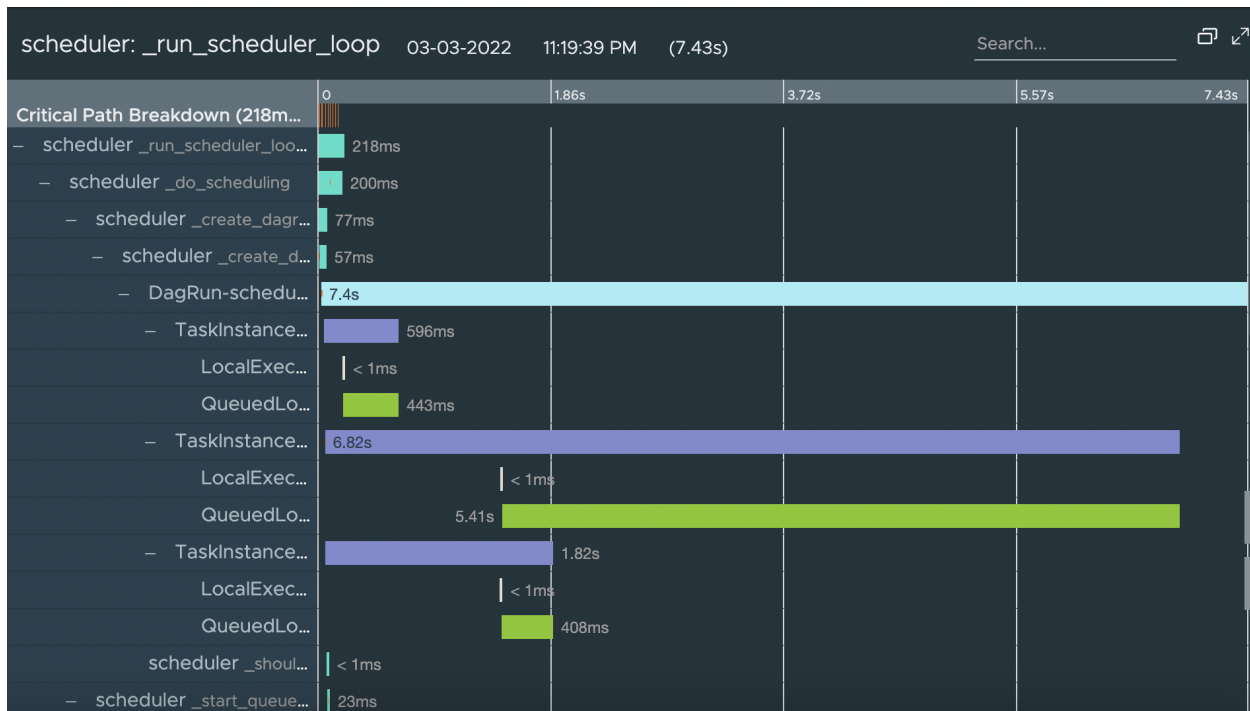 scheduler: _run_scheduler_loop 03-03-2022 11:19:39 PM (7.43s) Search...
0 1.86s 3.72s 5.57s 7.43s
Critical Path Breakdown (218m...
– scheduler _run_scheduler_loo... 218ms
– scheduler _do_scheduling 200ms
– scheduler _create_dagr... 77ms
– scheduler _create_d... 57ms
– DagRun-schedu... 7.4s
– TaskInstance... 596ms
LocalExec... < 1ms
QueuedLo... 443ms
– TaskInstance... 6.82s
LocalExec... < 1ms
QueuedLo... 5.41s
– TaskInstance... 1.82s
LocalExec... < 1ms
QueuedLo... 408ms
scheduler _shoul... < 1ms
– scheduler _start_queue... 23ms